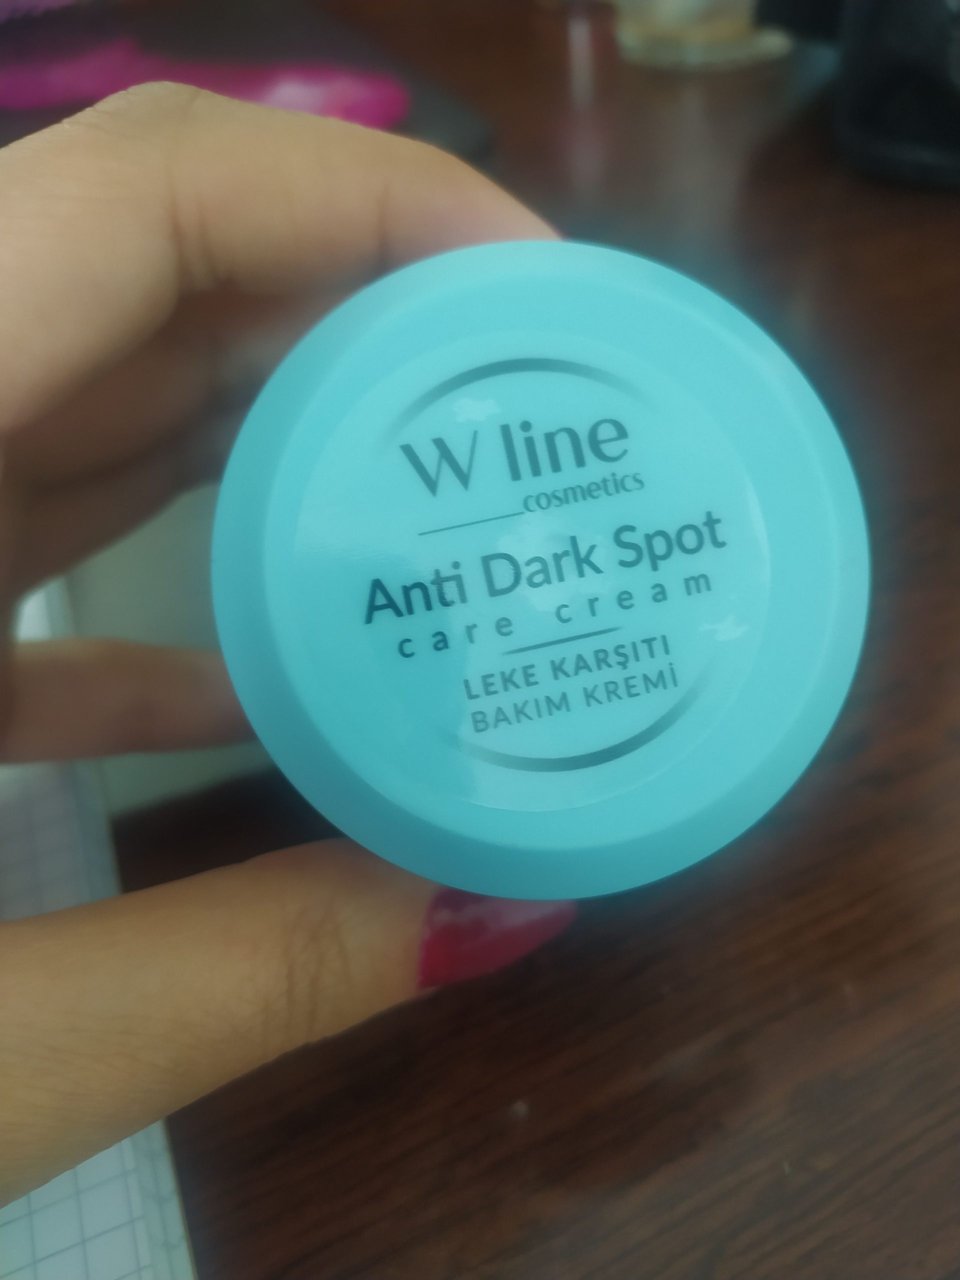 W line
cosmetics
Anti Dark Spot
care cream
LEKE KARŞITI
BAKIM KREMİ